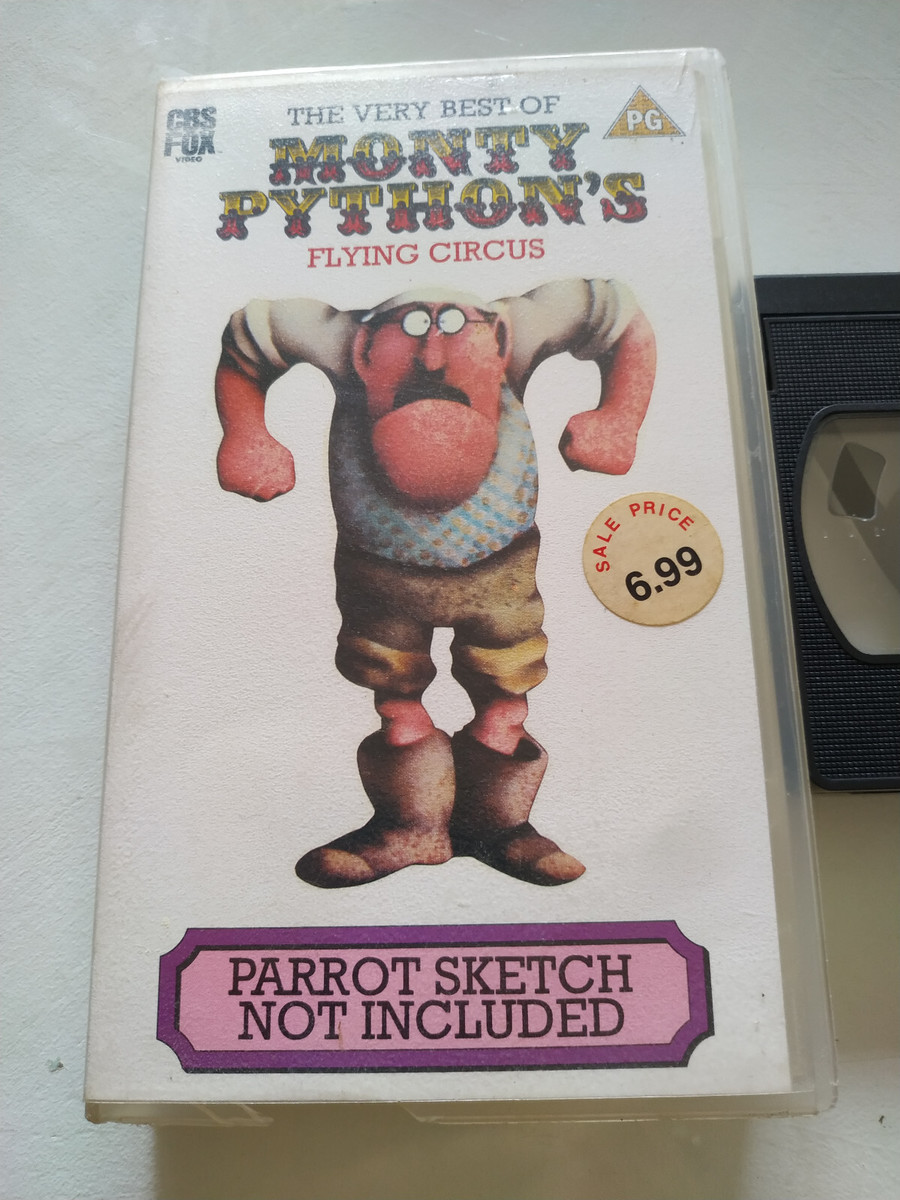 CBS
FOX
VIDEO
THE VERY BEST OF
PG
MONTY
PYTHON'S
FLYING CIRCUS
SALE PRICE
6.99
PARROT SKETCH
NOT INCLUDED